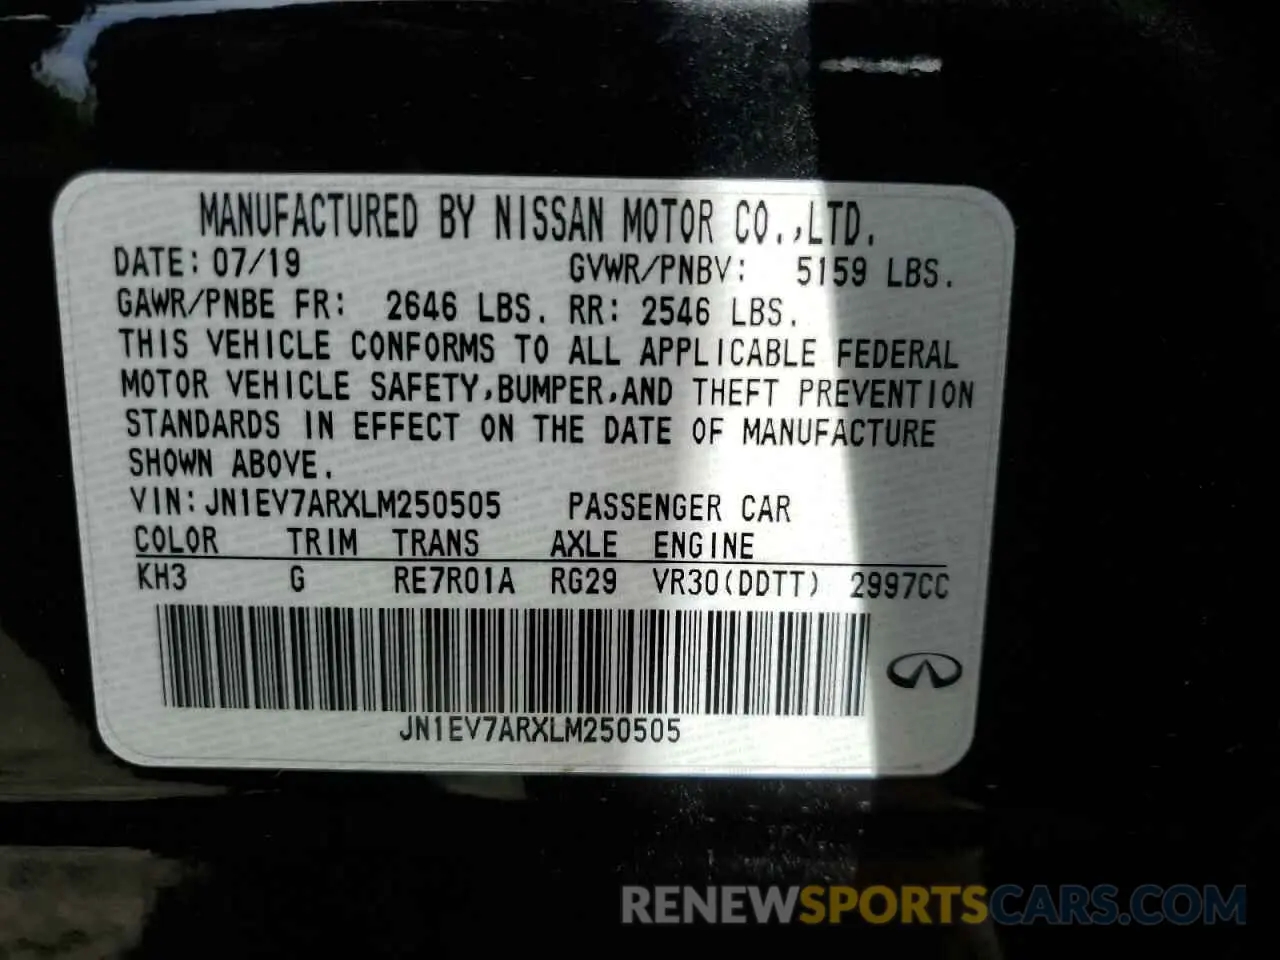 MANUFACTURED BY NISSAN MOTOR CO.,LTD.
DATE: 07/19 GVWR/PNBV: 5159 LBS.
GAWR/PNBE FR: 2646 LBS. RR: 2546 LBS.
THIS VEHICLE CONFORMS TO ALL APPLICABLE FEDERAL
MOTOR VEHICLE SAFETY,BUMPER,AND THEFT PREVENTION
STANDARDS IN EFFECT ON THE DATE OF MANUFACTURE
SHOWN ABOVE.
VIN: JN1EV7ARXLM250505 PASSENGER CAR
COLOR TRIM TRANS AXLE ENGINE
KH3 G RE7R01A RG29 VR30(DDTT) 2997CC
JN1EV7ARXLM250505
RENEWSPORTSCARS.COM